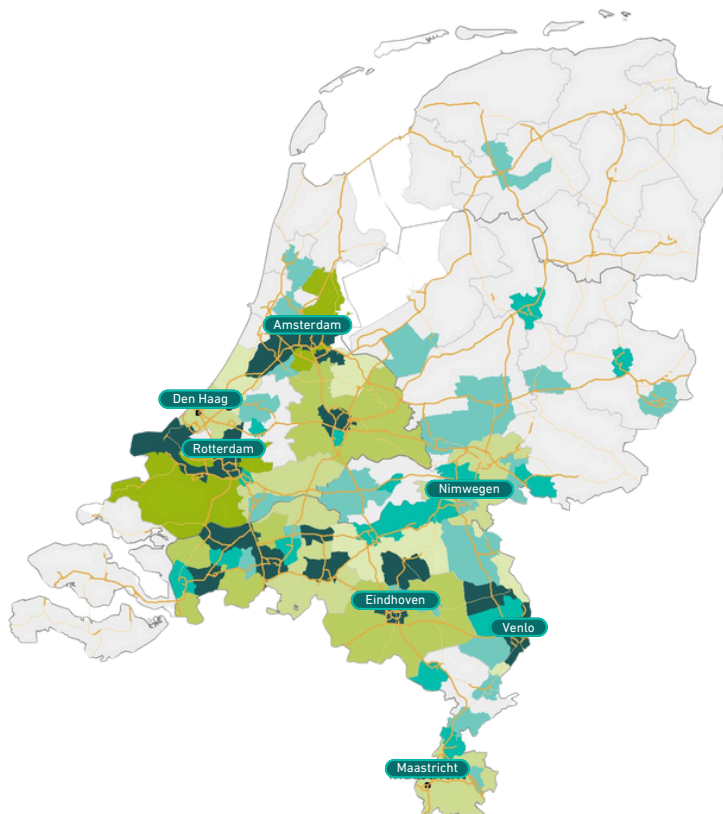 Amsterdam
Den Haag
Rotterdam
Nimwegen
Eindhoven
Venlo
Maastricht